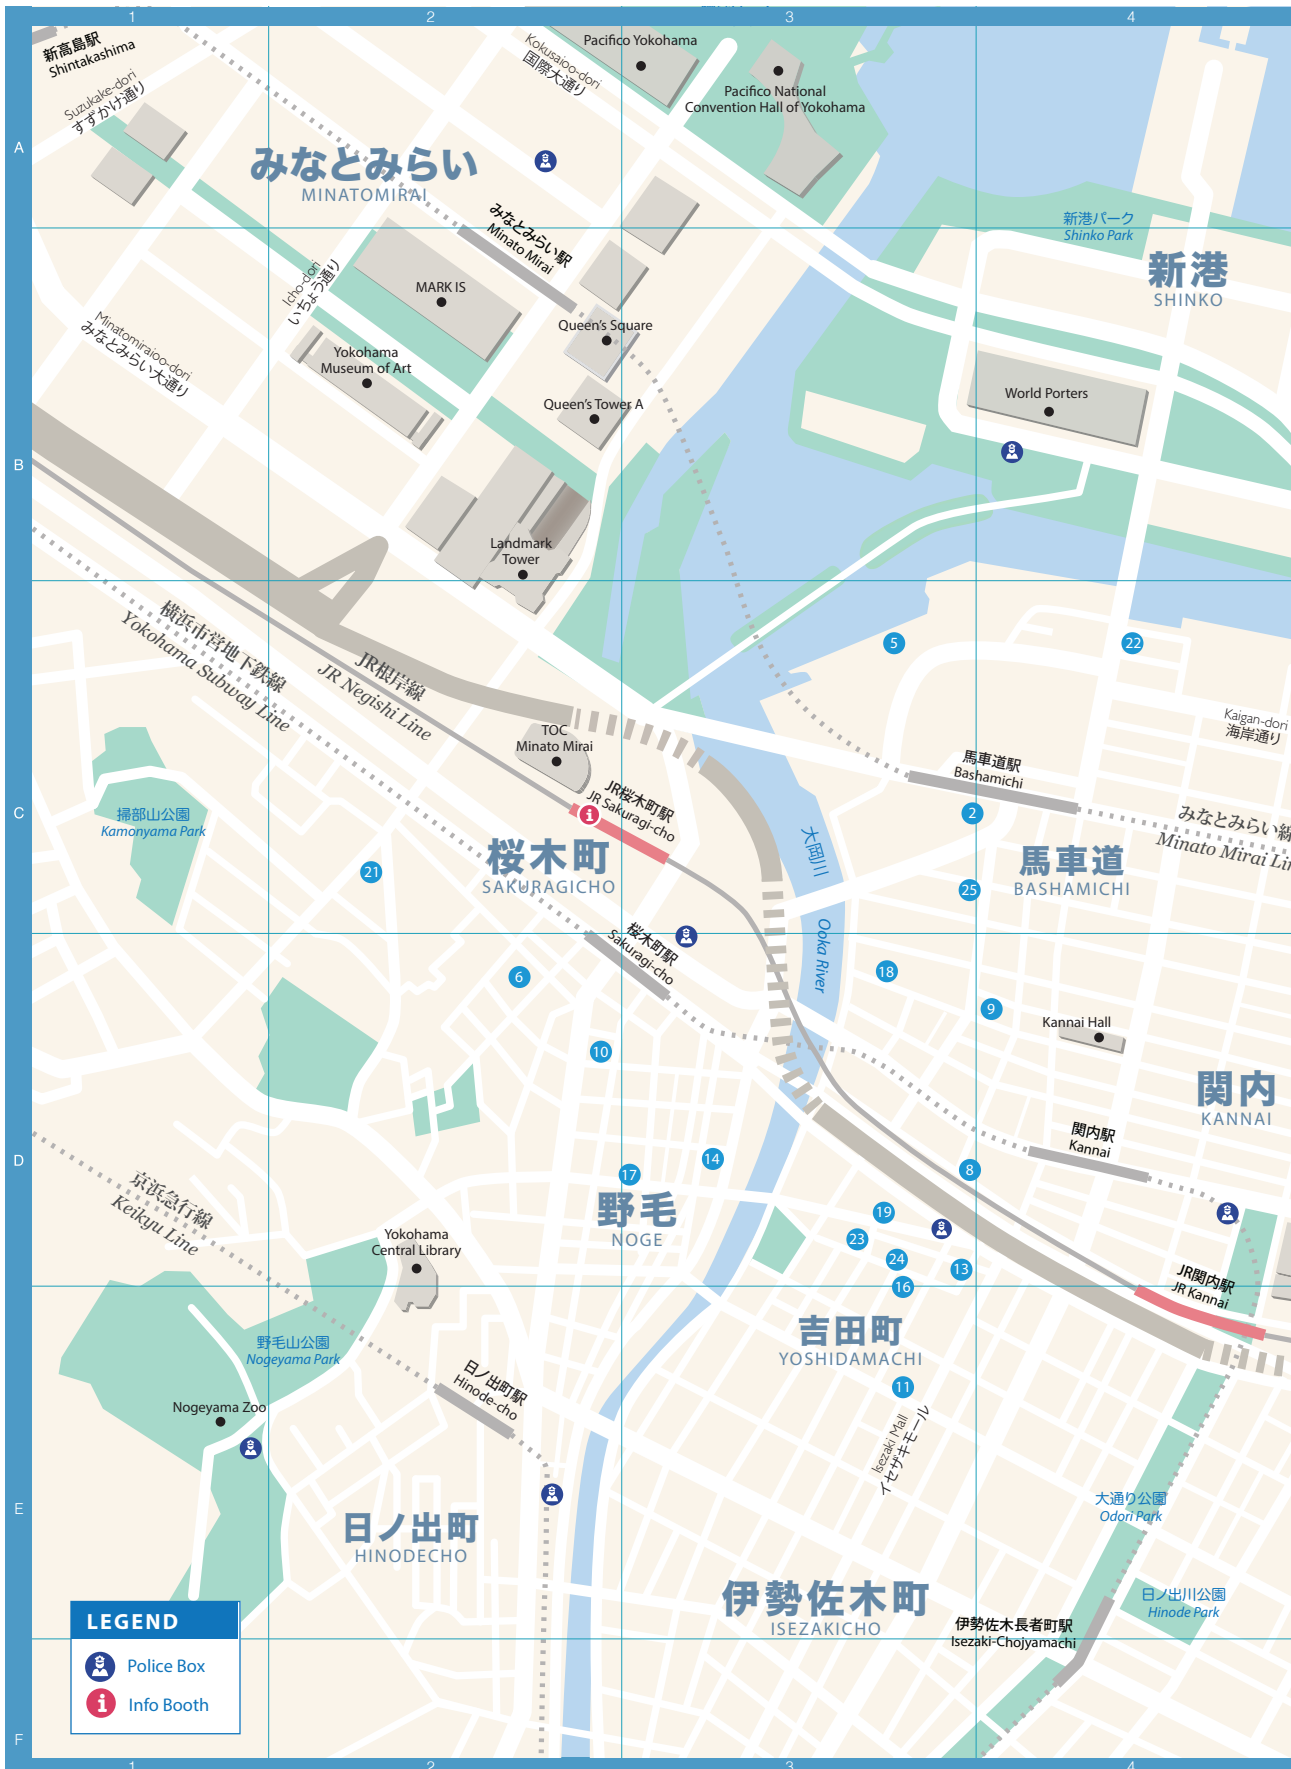 1
2
3
4
A
B
C
D
E
F
新高島駅
Shintakashima
Suzukake-dori
すずかけ通り
Kokusaioo-dori
国際大通り
Pacifico Yokohama
Pacifico National
Convention Hall of Yokohama
みなとみらい
MINATOMIRAI
みなとみらい駅
Minato Mirai
新港パーク
Shinko Park
新港
SHINKO
Icho-dori
いちょう通り
MARK IS
Queen's Square
Minatomiraioo-dori
みなとみらい大通り
Yokohama
Museum of Art
Queen's Tower A
World Porters
Landmark
Tower
横浜市営地下鉄線
Yokohama Subway Line
JR根岸線
JR Negishi Line
5
22
TOC
Minato Mirai
Kaigan-dori
海岸通り
馬車道駅
Bashamichi
掃部山公園
Kamonyama Park
JR桜木町駅
JR Sakuragi-cho
2
みなとみらい線
Minato Mirai Lin
大岡川
Ooka River
桜木町
SAKURAGICHO
馬車道
BASHAMICHI
21
25
桜木町駅
Sakuragi-cho
6
18
9
Kannai Hall
10
関内
KANNAI
関内駅
Kannai
14
17
8
京浜急行線
Keikyu Line
野毛
NOGE
19
23
24
13
16
Yokohama
Central Library
JR関内駅
JR Kannai
野毛山公園
Nogeyama Park
吉田町
YOSHIDAMACHI
日ノ出町駅
Hinode-cho
11
Nogeyama Zoo
Isezaki Mall
イセザキモール
大通り公園
Odori Park
日ノ出町
HINODECHO
伊勢佐木町
ISEZAKICHO
日ノ出川公園
Hinode Park
伊勢佐木長者町駅
Isezaki-Chojyamachi
LEGEND
Police Box
Info Booth
1
2
3
4